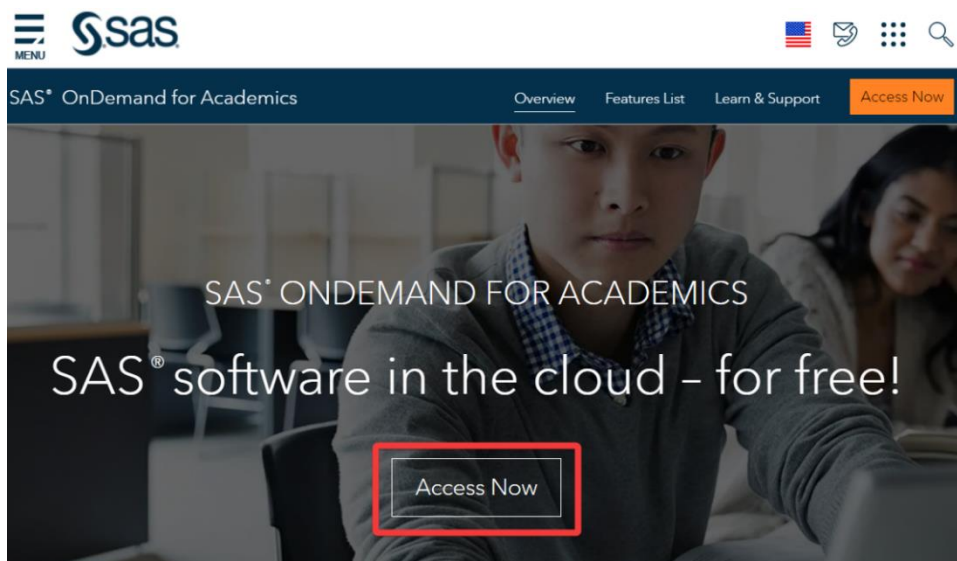 MENU
sas
SAS® OnDemand for Academics
Overview
Features List
Learn & Support
Access Now
SAS® ONDEMAND FOR ACADEMICS
SAS® software in the cloud – for free!
Access Now